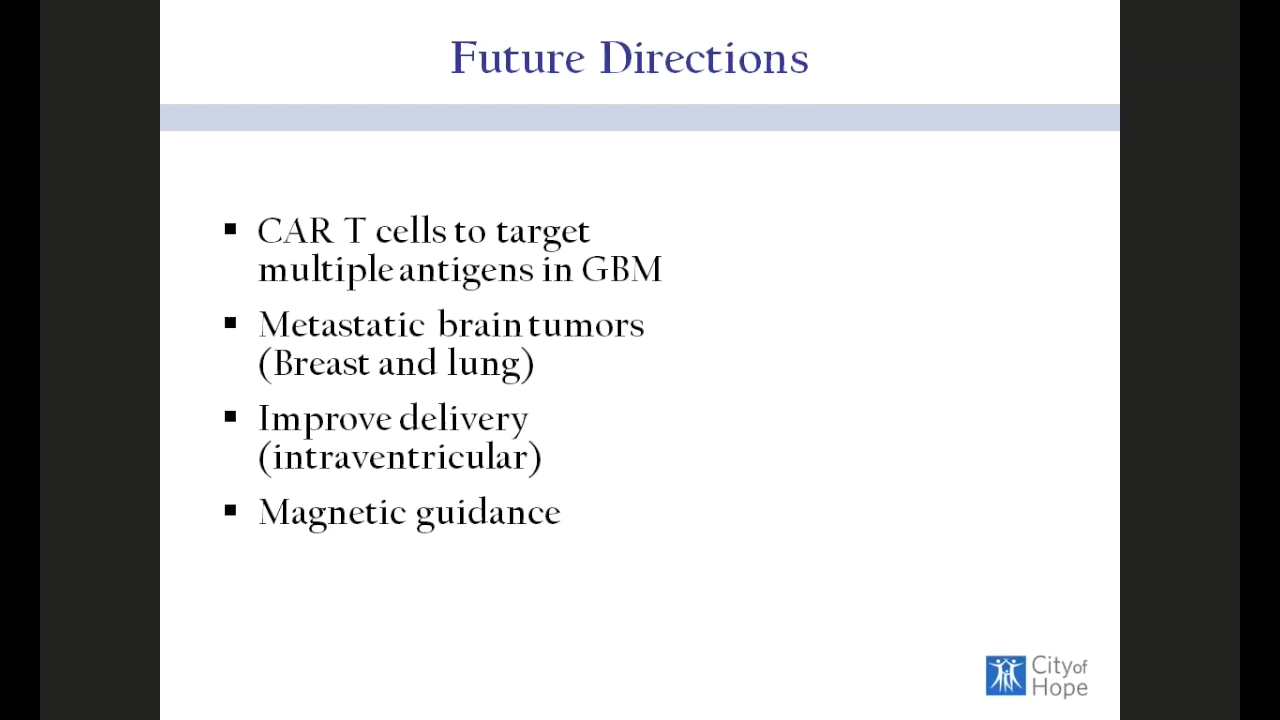 Future Directions
▪ CAR T cells to target
multiple antigens in GBM
▪ Metastatic brain tumors
(Breast and lung)
▪ Improve delivery
(intraventricular)
▪ Magnetic guidance
City of
Hope